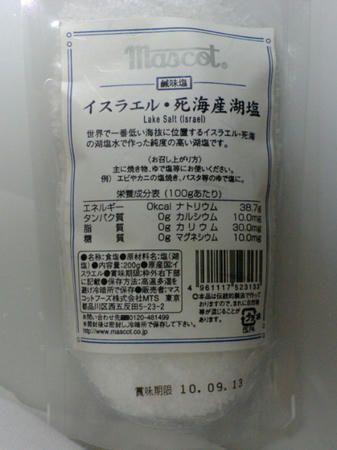 mascot®
鹹味塩
イスラエル・死海産湖塩
Lake Salt (Israel)
世界で一番低い海抜に位置するイスラエル・死海
の湖塩水で作った純度の高い湖塩です。
〈お召し上がり方〉
主に焼き物、ゆで塩等にお使いください。
例）エビやカニの塩焼き、パスタ等のゆで塩に。
栄養成分表（100gあたり）
エネルギー 0kcal ナトリウム 38.7g
タンパク質 0g カルシウム 10.0mg
脂質 0g カリウム 30.0mg
糖質 0g マグネシウム 10.0mg
●名称:食塩●原材料名:塩(湖
塩)●内容量:200g●原産国:イ
スラエル●賞味期限:枠外右下部
に記載●保存方法:高温多湿を
避け冷暗所で保存●販売者:マス
コットフーズ株式会社MTS 東京
都品川区西五反田5-23-2
お問い合わせ先 0120-481499
※開封後は密封し冷暗所で保存して下さい。
http://www.mascot.co.jp
4 961117 523133
賞味期限 10.09.13